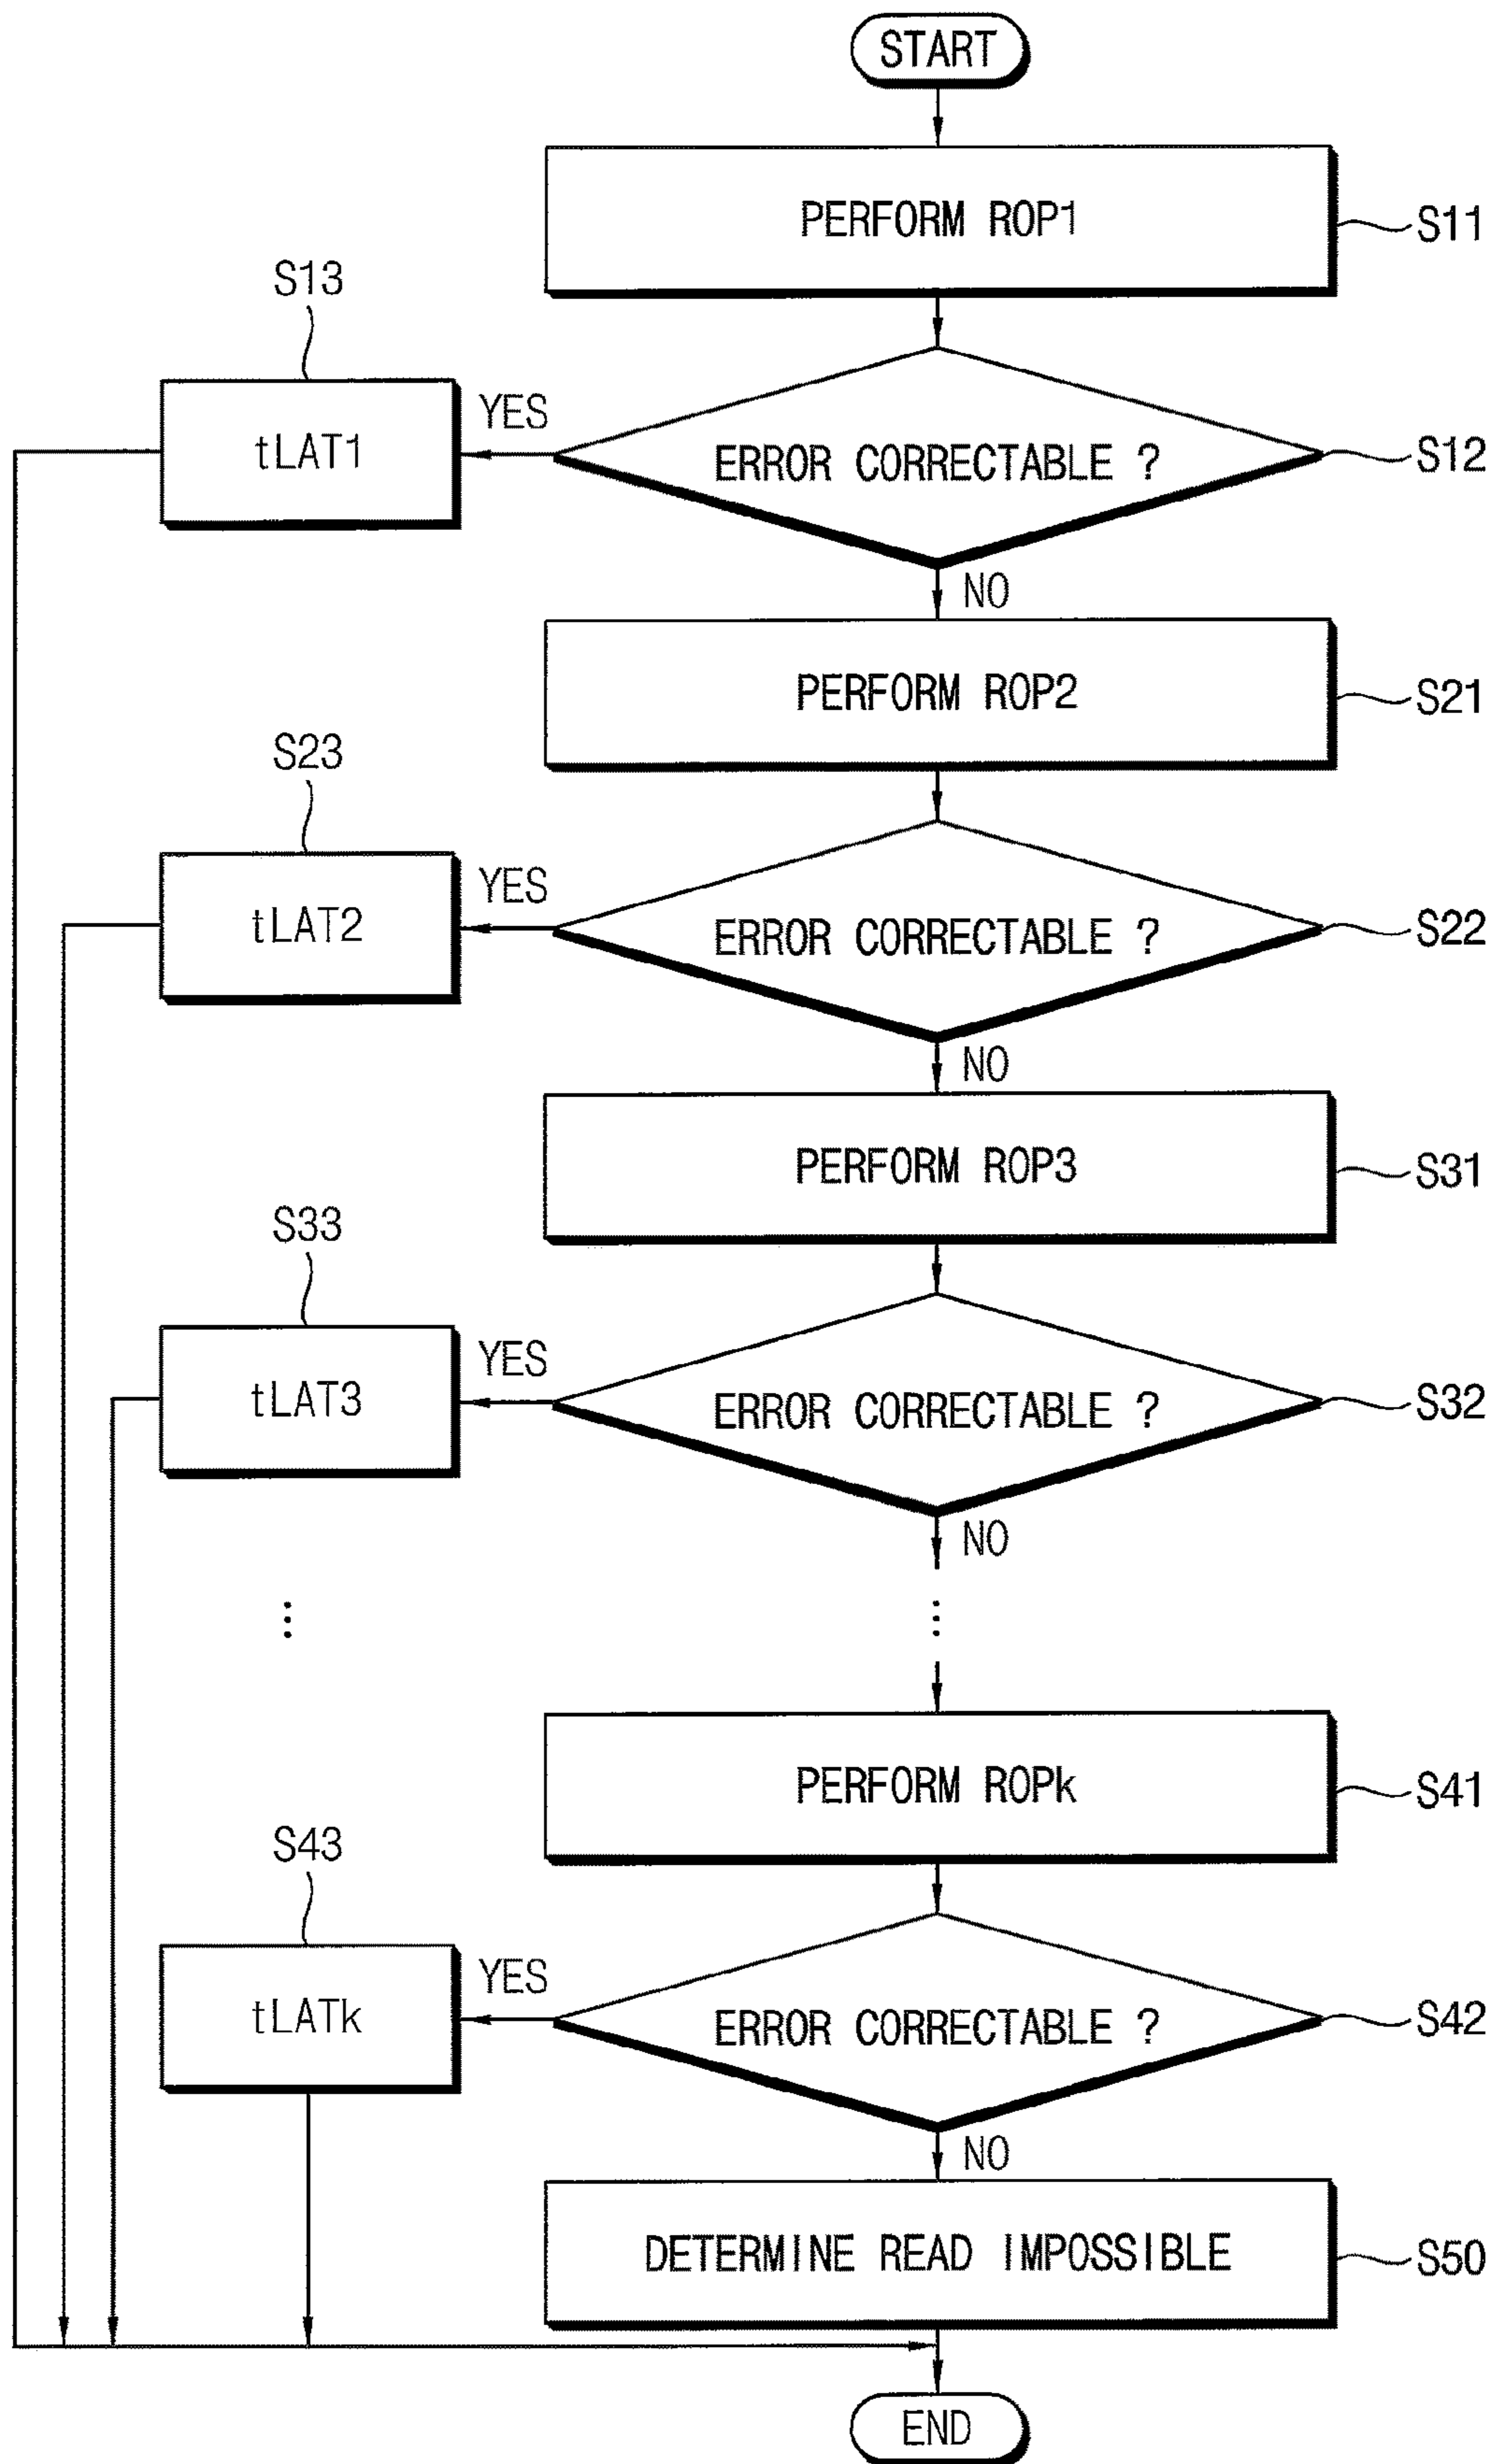 START
PERFORM ROP1
S11
S13
tLAT1
YES
ERROR CORRECTABLE ?
S12
NO
PERFORM ROP2
S21
S23
tLAT2
YES
ERROR CORRECTABLE ?
S22
NO
PERFORM ROP3
S31
S33
tLAT3
YES
ERROR CORRECTABLE ?
S32
NO
...
...
PERFORM ROPk
S41
S43
tLATk
YES
ERROR CORRECTABLE ?
S42
NO
DETERMINE READ IMPOSSIBLE
S50
END